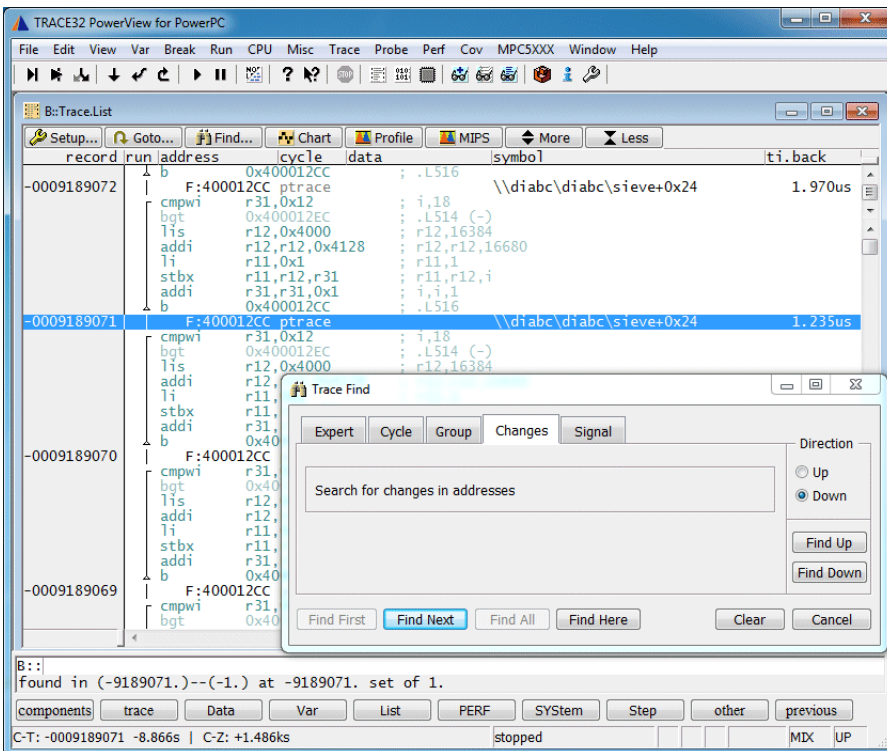 TRACE32 PowerView for PowerPC
File Edit View Var Break Run CPU Misc Trace Probe Perf Cov MPC5XXX Window Help
B::Trace.List
Setup... Goto... Find... Chart Profile MIPS More Less
record run address cycle data symbol ti.back
b 0x400012CC ; .L516
-0009189072 F:400012CC ptrace \\diabc\diabc\sieve+0x24 1.970us
cmpwi r31,0x12 ; i,18
bgt 0x400012EC ; .L514 (-)
lis r12,0x4000 ; r12,16384
addi r12,r12,0x4128 ; r12,r12,16680
li r11,0x1 ; r11,1
stbx r11,r12,r31 ; r11,r12,i
addi r31,r31,0x1 ; i,i,1
b 0x400012CC ; .L516
-0009189071 F:400012CC ptrace \\diabc\diabc\sieve+0x24 1.235us
cmpwi r31,0x12 ; i,18
bgt 0x400012EC ; .L514 (-)
lis r12,0x4000 ; r12,16384
addi r12,
li r11,
stbx r11,
addi r31,
b 0x40
-0009189070 F:400012CC
cmpwi r31,
bgt 0x40
lis r12,
addi r12,
li r11,
stbx r11,
addi r31,
b 0x40
-0009189069 F:400012CC
cmpwi r31,
bgt 0x40
Trace Find
Expert Cycle Group Changes Signal
Search for changes in addresses
Direction
Up
Down
Find Up
Find Down
Find First Find Next Find All Find Here Clear Cancel
B::
found in (-9189071.)--(-1.) at -9189071. set of 1.
components trace Data Var List PERF SYStem Step other previous
C-T: -0009189071 -8.866s | C-Z: +1.486ks stopped MIX UP